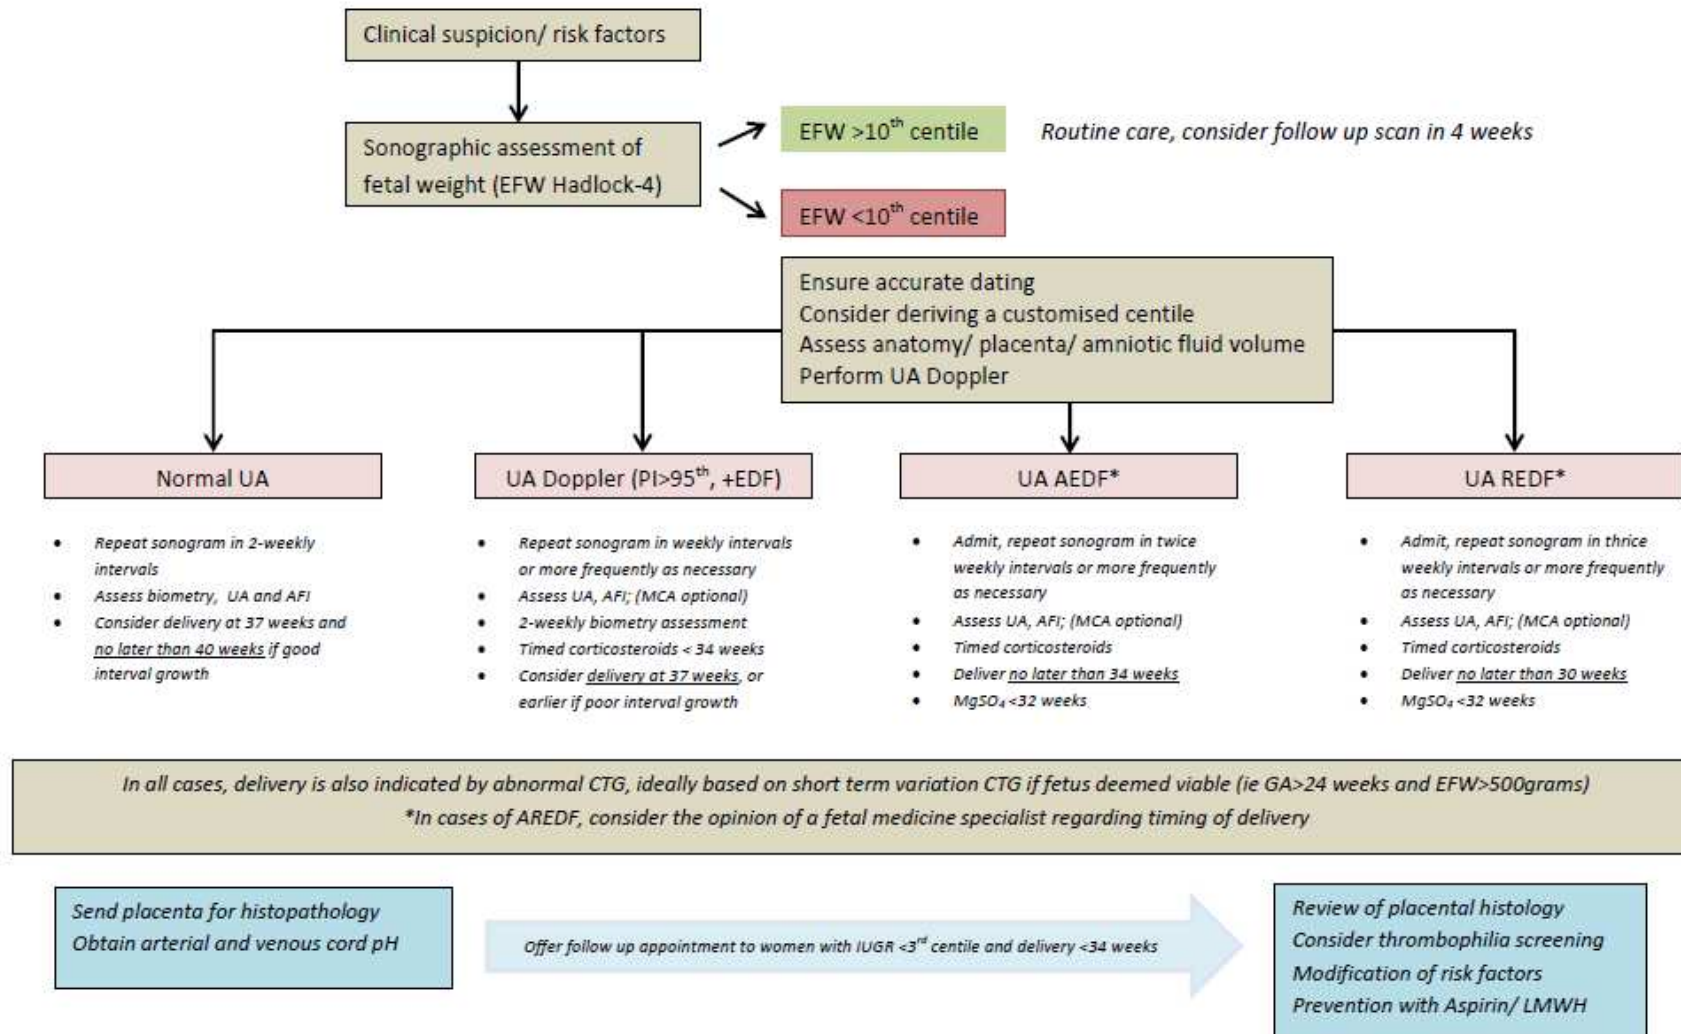 Clinical suspicion/ risk factors
Sonographic assessment of
fetal weight (EFW Hadlock-4)
EFW >10th centile
Routine care, consider follow up scan in 4 weeks
EFW <10th centile
Ensure accurate dating
Consider deriving a customised centile
Assess anatomy/ placenta/ amniotic fluid volume
Perform UA Doppler
Normal UA
• Repeat sonogram in 2-weekly
intervals
• Assess biometry, UA and AFI
• Consider delivery at 37 weeks and
no later than 40 weeks if good
interval growth
UA Doppler (PI>95th, +EDF)
• Repeat sonogram in weekly intervals
or more frequently as necessary
• Assess UA, AFI; (MCA optional)
• 2-weekly biometry assessment
• Timed corticosteroids < 34 weeks
• Consider delivery at 37 weeks, or
earlier if poor interval growth
UA AEDF*
• Admit, repeat sonogram in twice
weekly intervals or more frequently
as necessary
• Assess UA, AFI; (MCA optional)
• Timed corticosteroids
• Deliver no later than 34 weeks
• MgSO₄ <32 weeks
UA REDF*
• Admit, repeat sonogram in thrice
weekly intervals or more frequently
as necessary
• Assess UA, AFI; (MCA optional)
• Timed corticosteroids
• Deliver no later than 30 weeks
• MgSO₄ <32 weeks
In all cases, delivery is also indicated by abnormal CTG, ideally based on short term variation CTG if fetus deemed viable (ie GA>24 weeks and EFW>500grams)
*In cases of AREDF, consider the opinion of a fetal medicine specialist regarding timing of delivery
Send placenta for histopathology
Obtain arterial and venous cord pH
Offer follow up appointment to women with IUGR <3rd centile and delivery <34 weeks
Review of placental histology
Consider thrombophilia screening
Modification of risk factors
Prevention with Aspirin/ LMWH